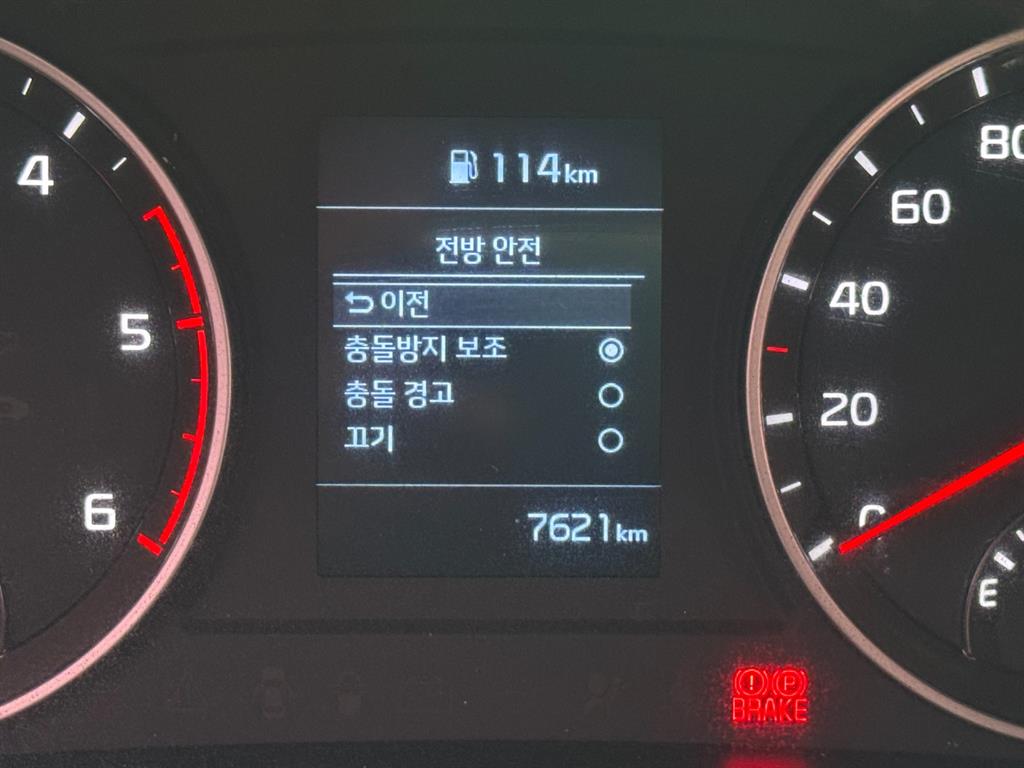 114km
전방 안전
이전
충돌방지 보조
충돌 경고
끄기
7621km
4
5
6
80
60
40
20
0
E
(!) (P)
BRAKE